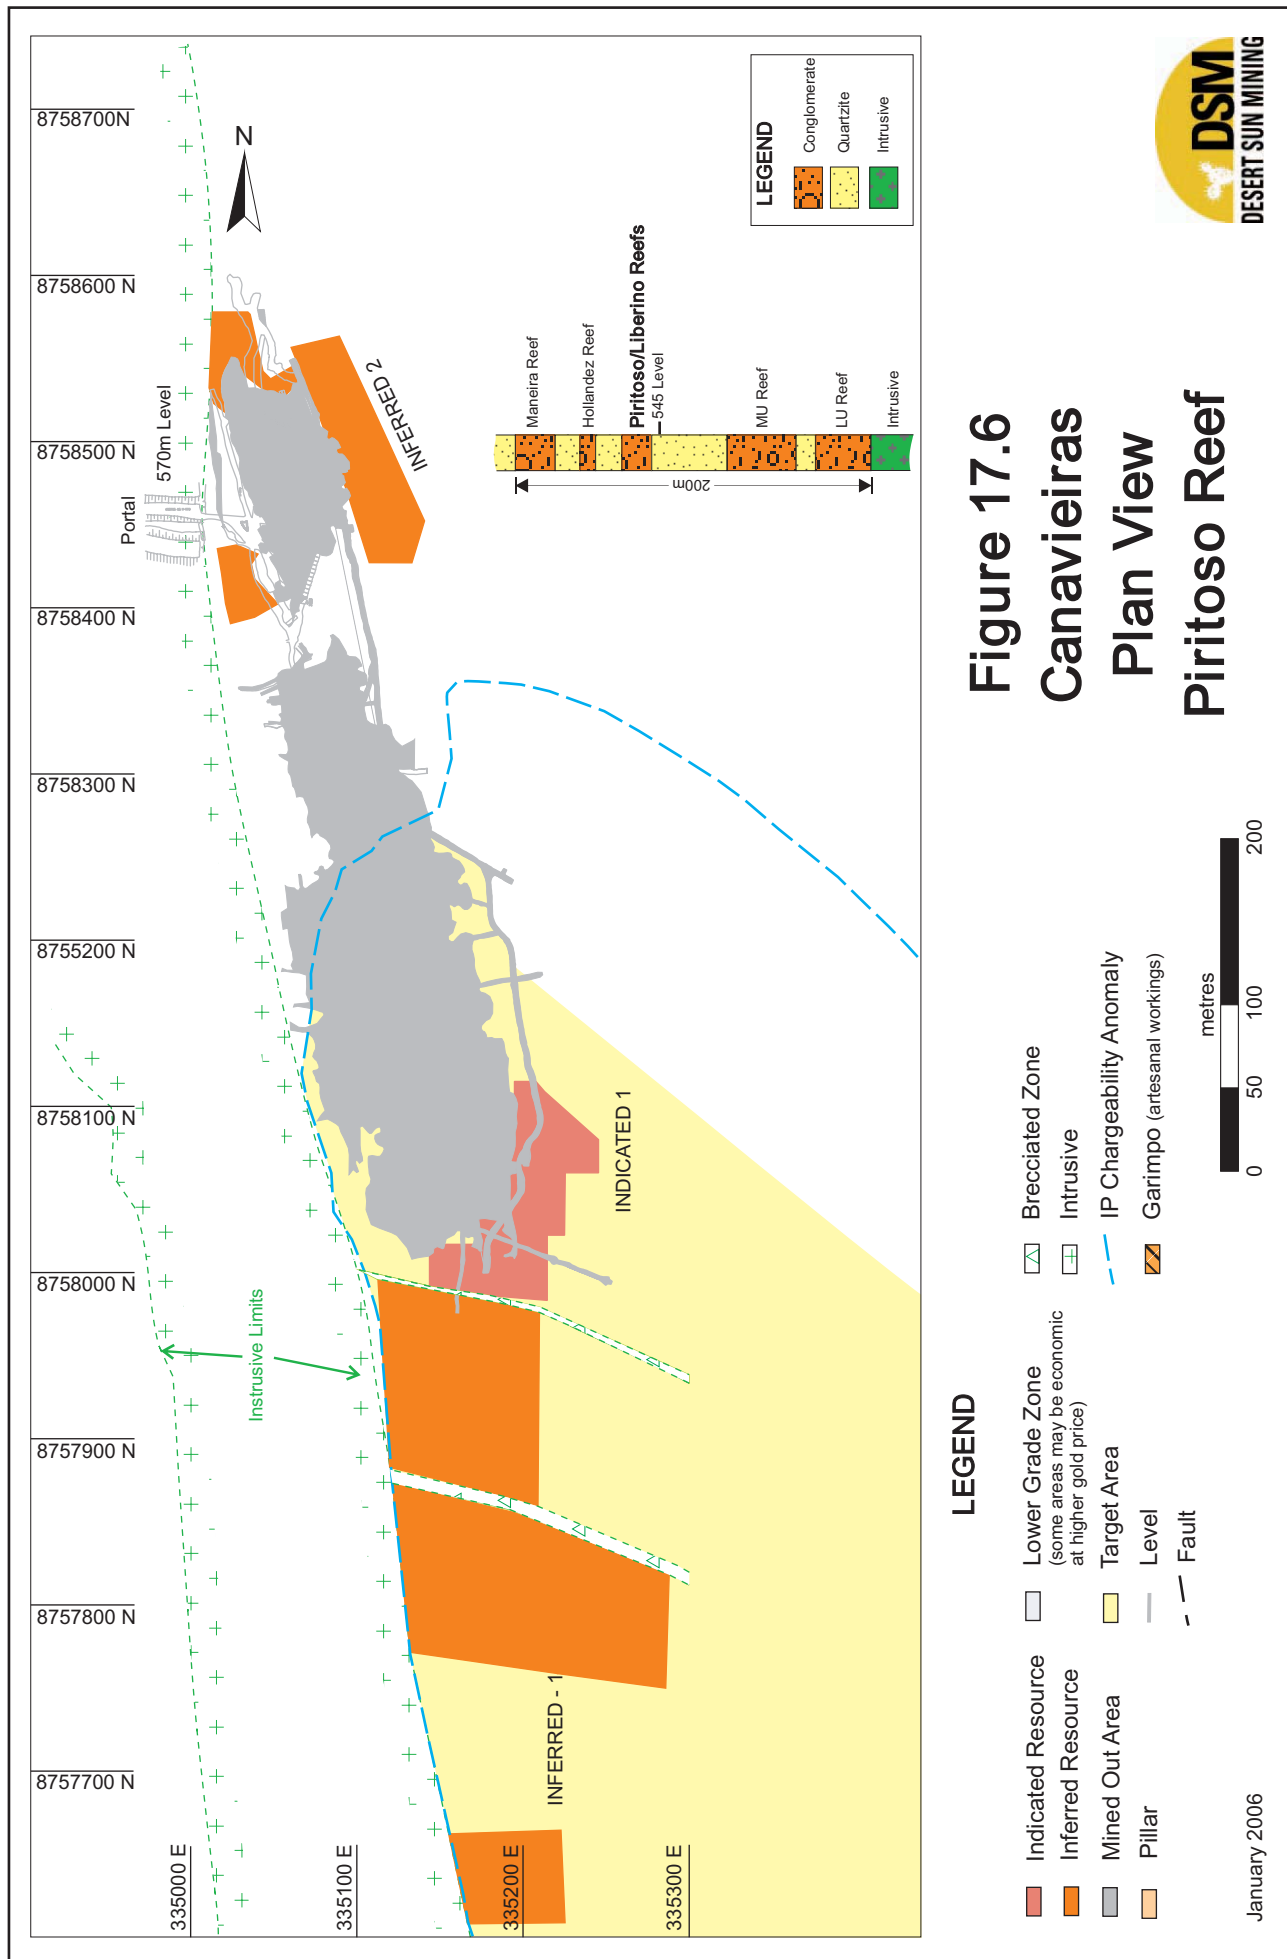 8757700 N
8757800 N
8757900 N
8758000 N
8758100 N
8755200 N
8758300 N
8758400 N
8758500 N
8758600 N
8758700N
335000 E
335100 E
335200 E
335300 E
Instrusive Limits
Portal
570m Level
N
INFERRED 2
INDICATED 1
INFERRED - 1
200m
Maneira Reef
Hollandez Reef
Piritoso/Liberino Reefs
545 Level
MU Reef
LU Reef
Intrusive
LEGEND
Conglomerate
Quartzite
Intrusive
LEGEND
Indicated Resource
Inferred Resource
Mined Out Area
Pillar
Lower Grade Zone
(some areas may be economic
at higher gold price)
Target Area
Level
Fault
Brecciated Zone
Intrusive
IP Chargeability Anomaly
Garimpo (artesanal workings)
metres
0 50 100 200
Figure 17.6
Canavieiras
Plan View
Piritoso Reef
DSM
DESERT SUN MINING
January 2006